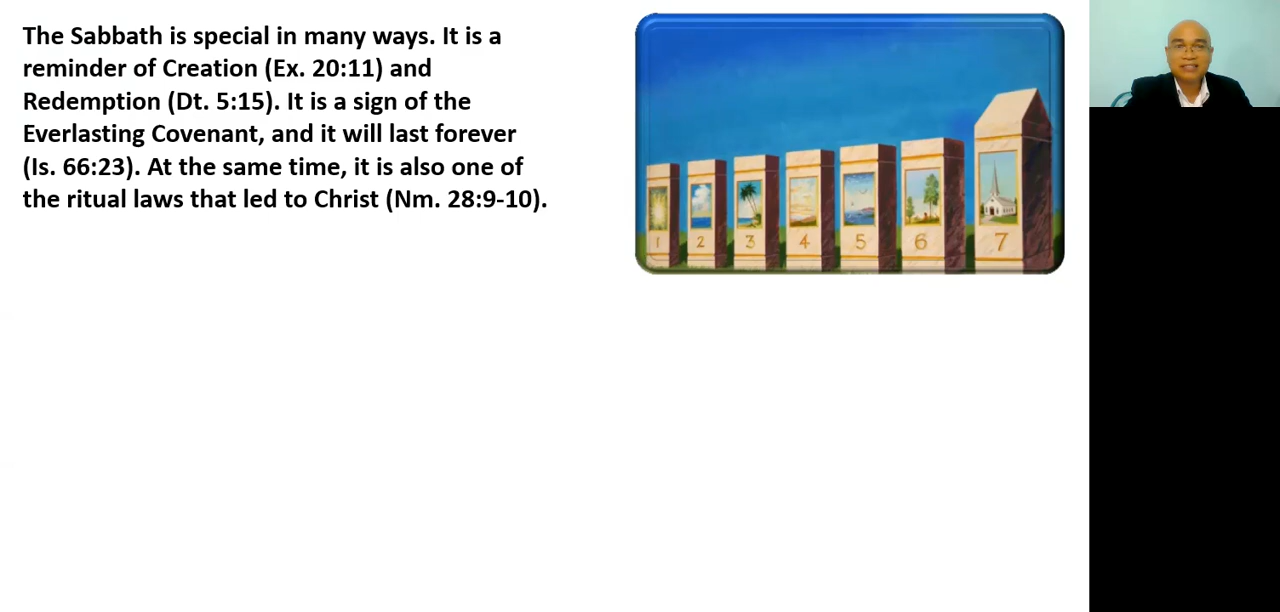 The Sabbath is special in many ways. It is a
reminder of Creation (Ex. 20:11) and
Redemption (Dt. 5:15). It is a sign of the
Everlasting Covenant, and it will last forever
(Is. 66:23). At the same time, it is also one of
the ritual laws that led to Christ (Nm. 28:9-10).
1 2 3 4 5 6 7